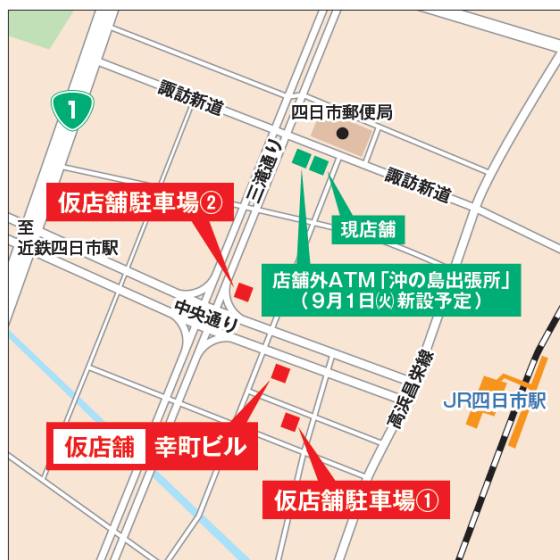 1
諏訪新道
四日市郵便局
三滝通り
諏訪新道
仮店舗駐車場②
現店舗
至
近鉄四日市駅
店舗外ATM「沖の島出張所」
(9月1日㈫新設予定)
中央通り
高浜昌栄線
JR四日市駅
仮店舗 幸町ビル
仮店舗駐車場①